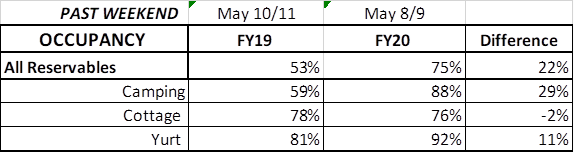 PAST WEEKEND May 10/11 May 8/9
OCCUPANCY FY19 FY20 Difference
All Reservables 53% 75% 22%
Camping 59% 88% 29%
Cottage 78% 76% -2%
Yurt 81% 92% 11%